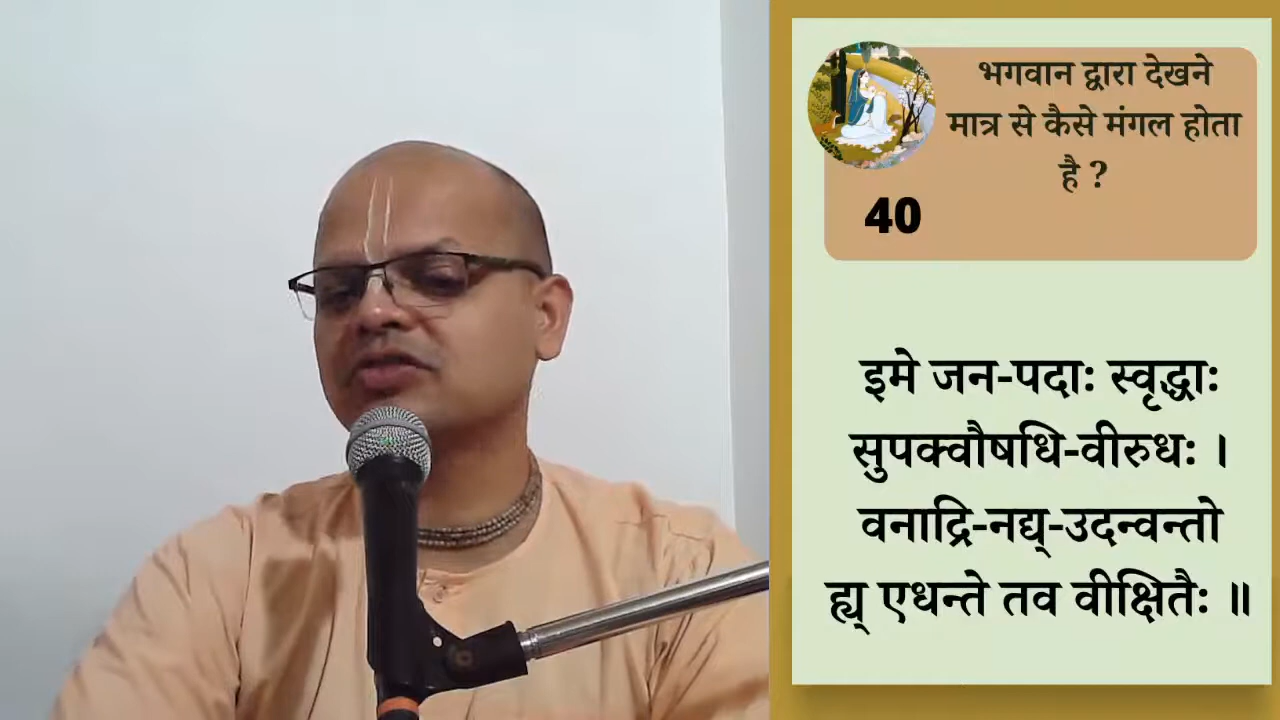 भगवान द्वारा देखने
मात्र से कैसे मंगल होता
है ?
40
इमे जन-पदाः स्वृद्धाः
सुपक्वौषधि-वीरुधः ।
वनाद्रि-नद्य्-उदन्वन्तो
ह्य् एधन्ते तव वीक्षितैः ॥